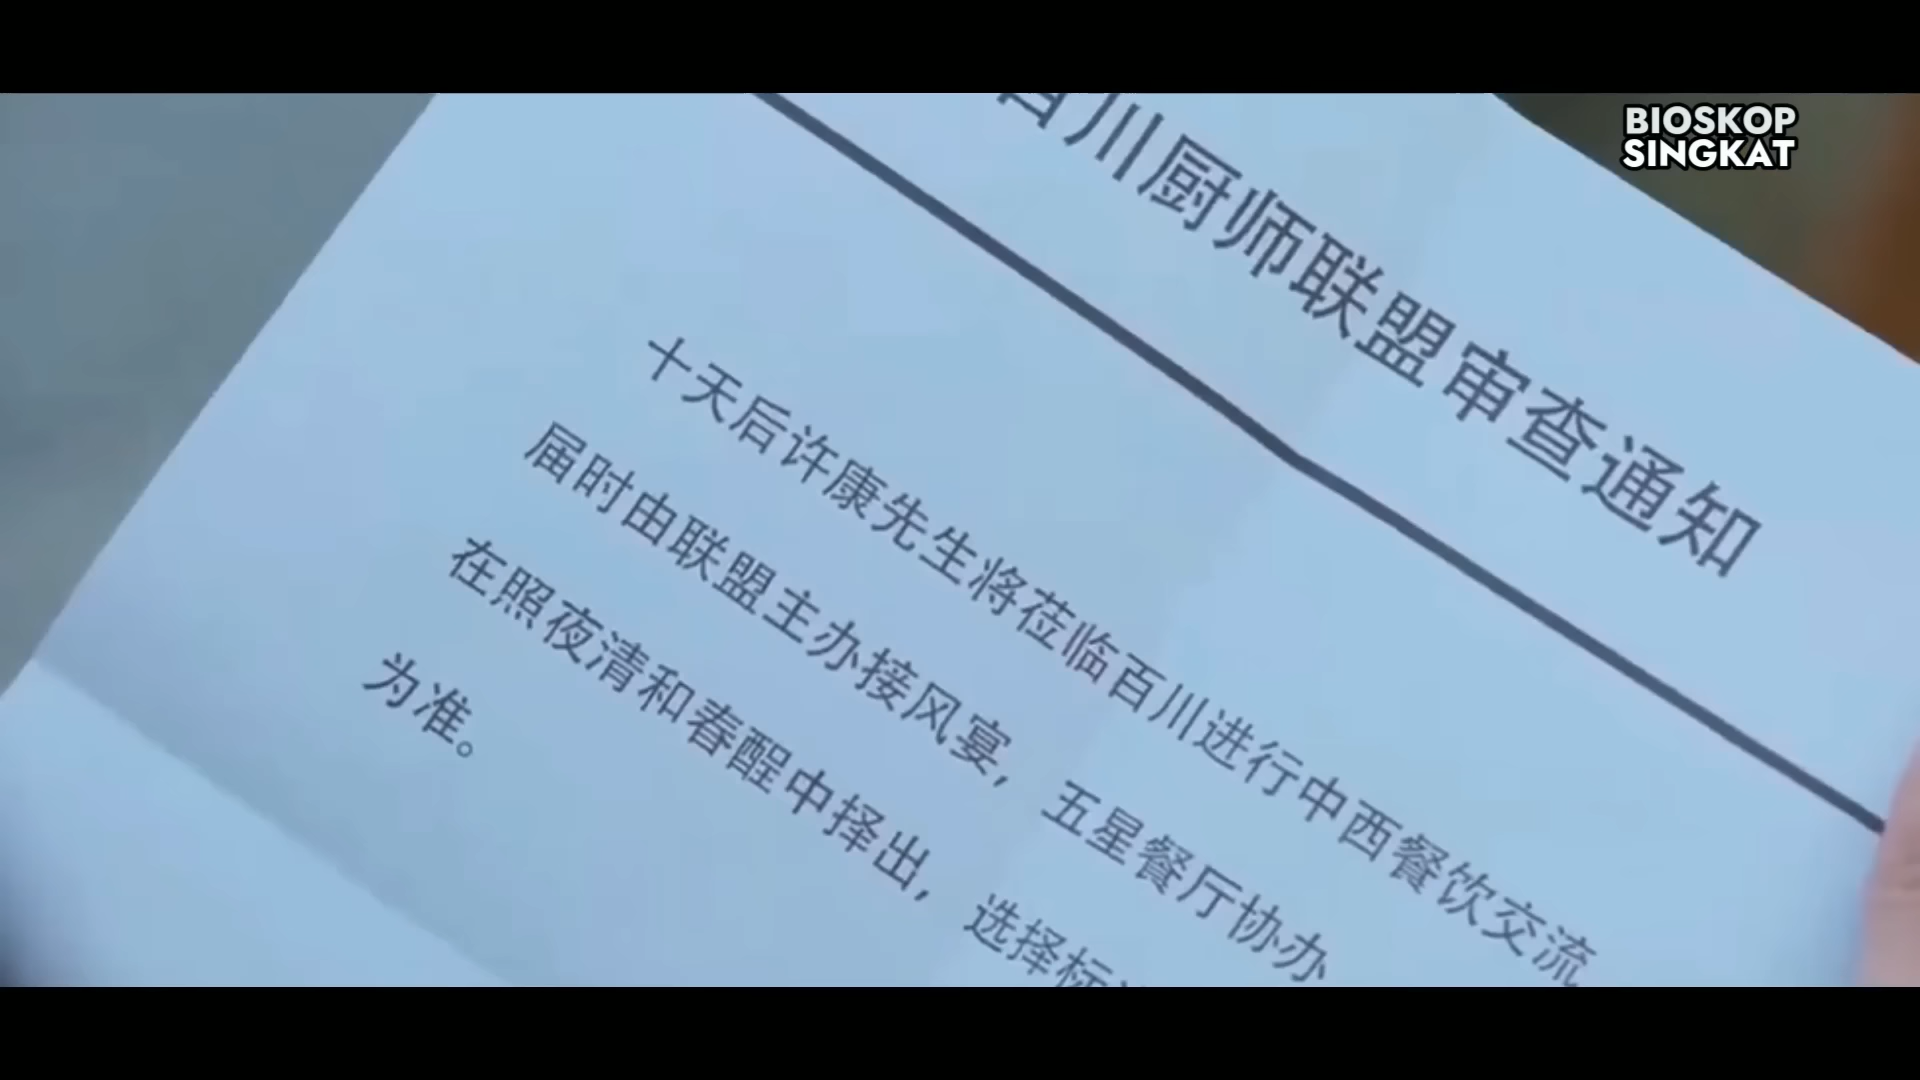 BIOSKOP
SINGKAT
百川厨师联盟审查通知
十天后许康先生将莅临百川进行中西餐饮交流
届时由联盟主办接风宴，五星餐厅协办
在照夜清和春酲中择出，选择标
为准。